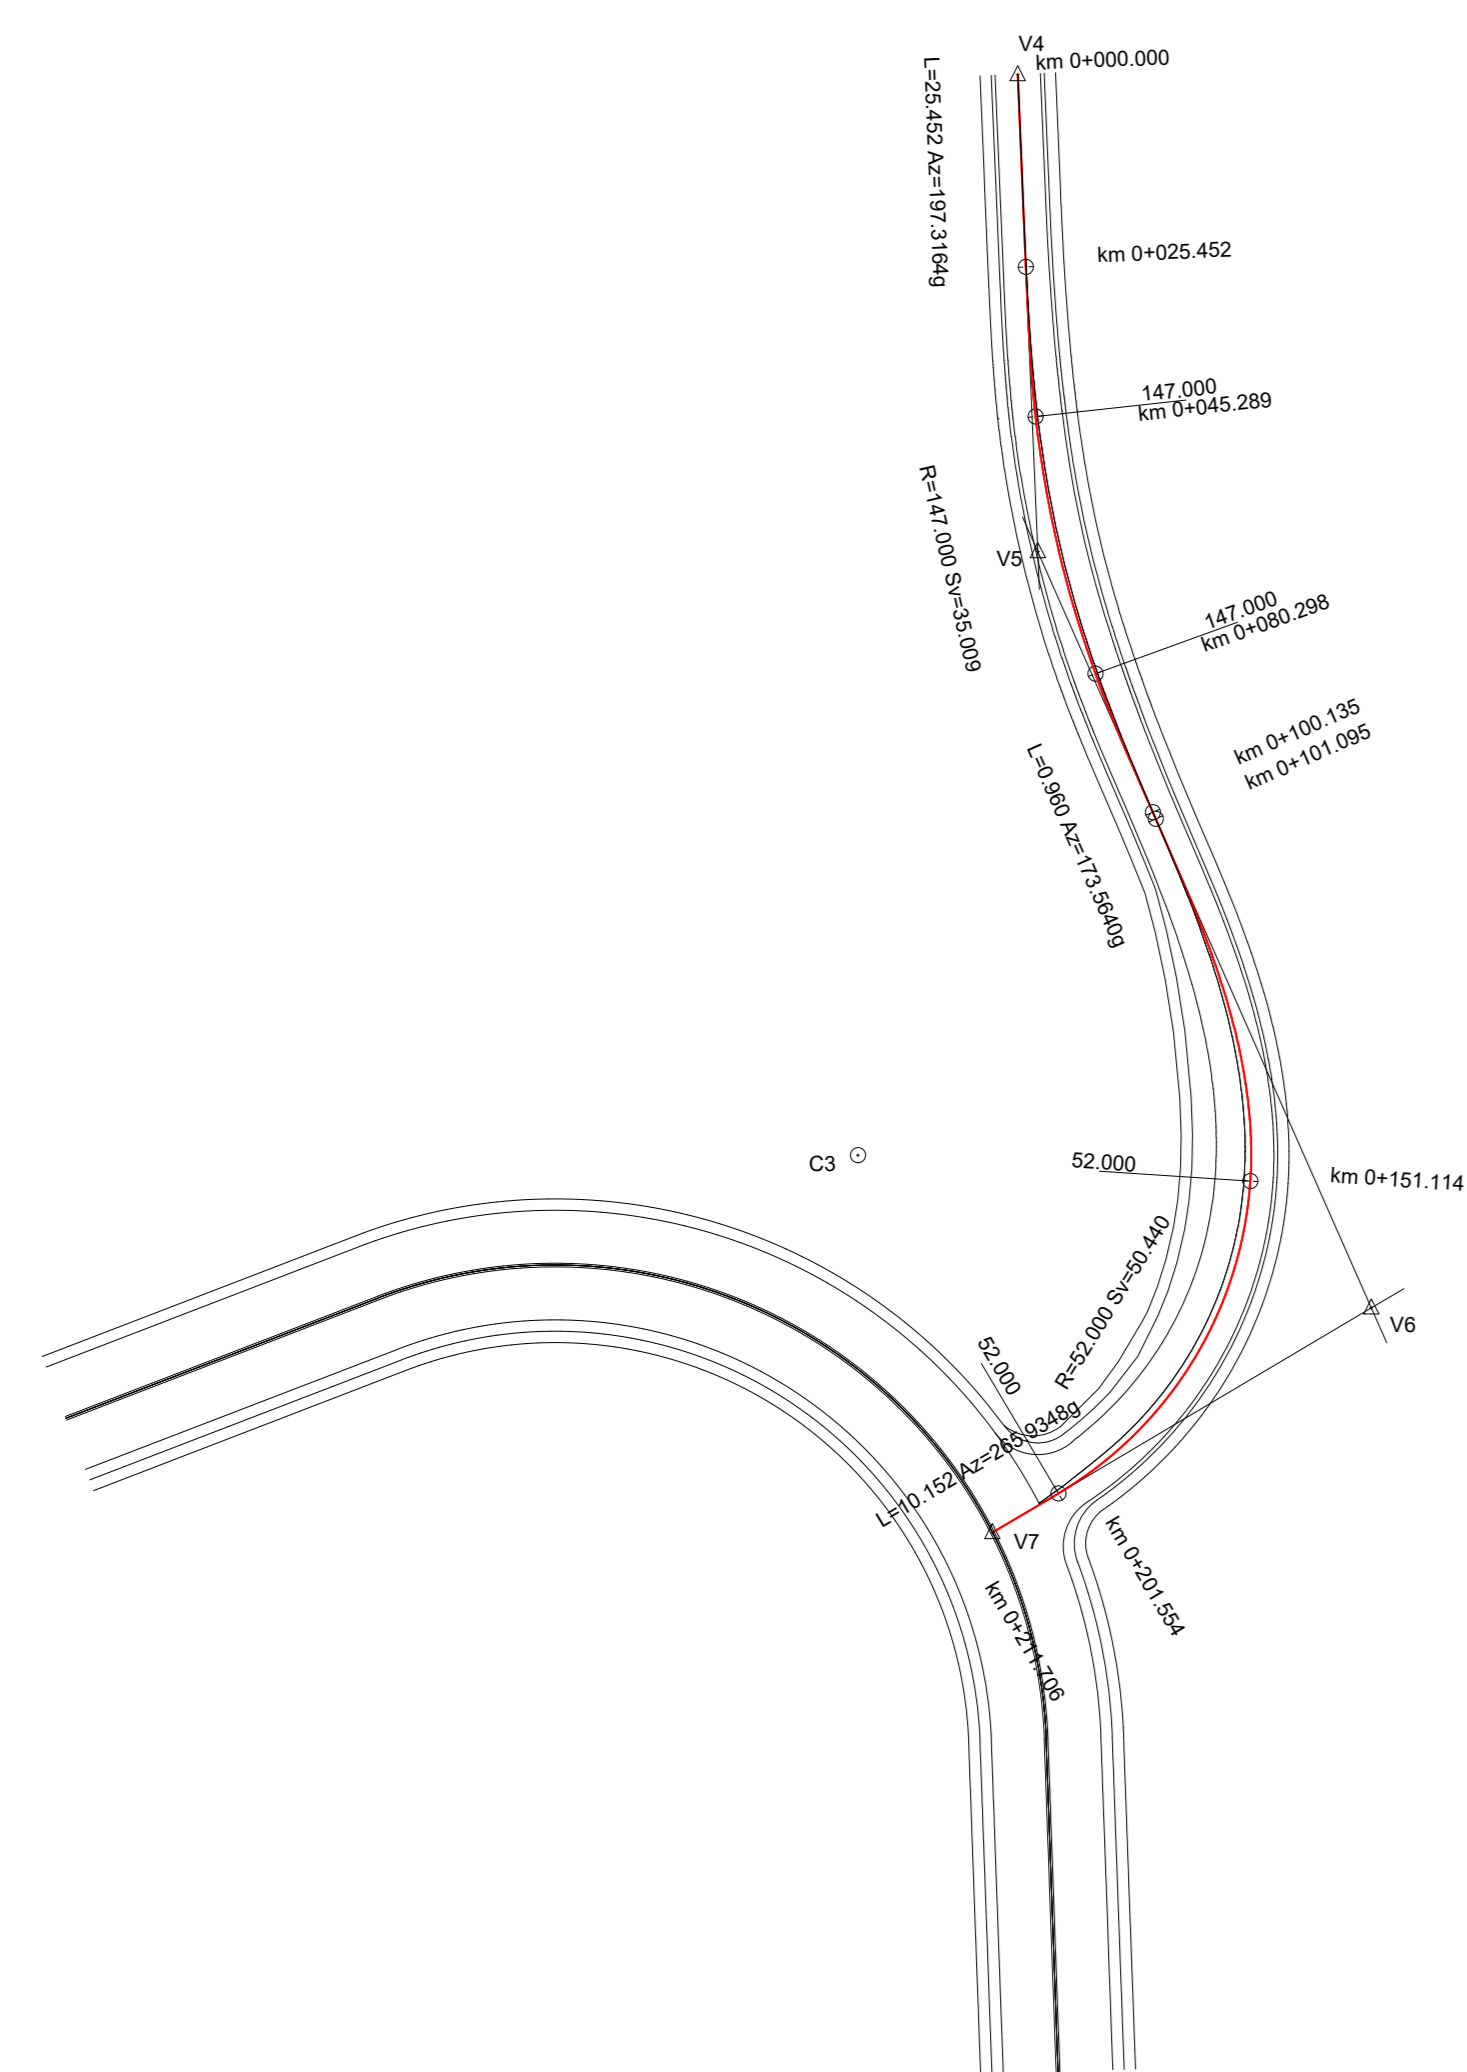 V4
km 0+000.000
L=25.452 Az=197.3164g
km 0+025.452
147.000
km 0+045.289
R=147.000 Sv=35.009
V5
147.000
km 0+080.298
km 0+100.135
km 0+101.095
L=0.960 Az=173.5640g
C3
52.000
km 0+151.114
R=52.000 Sv=50.440
V6
52.000
L=10.152 Az=265.9348g
V7
km 0+201.554
km 0+211.706